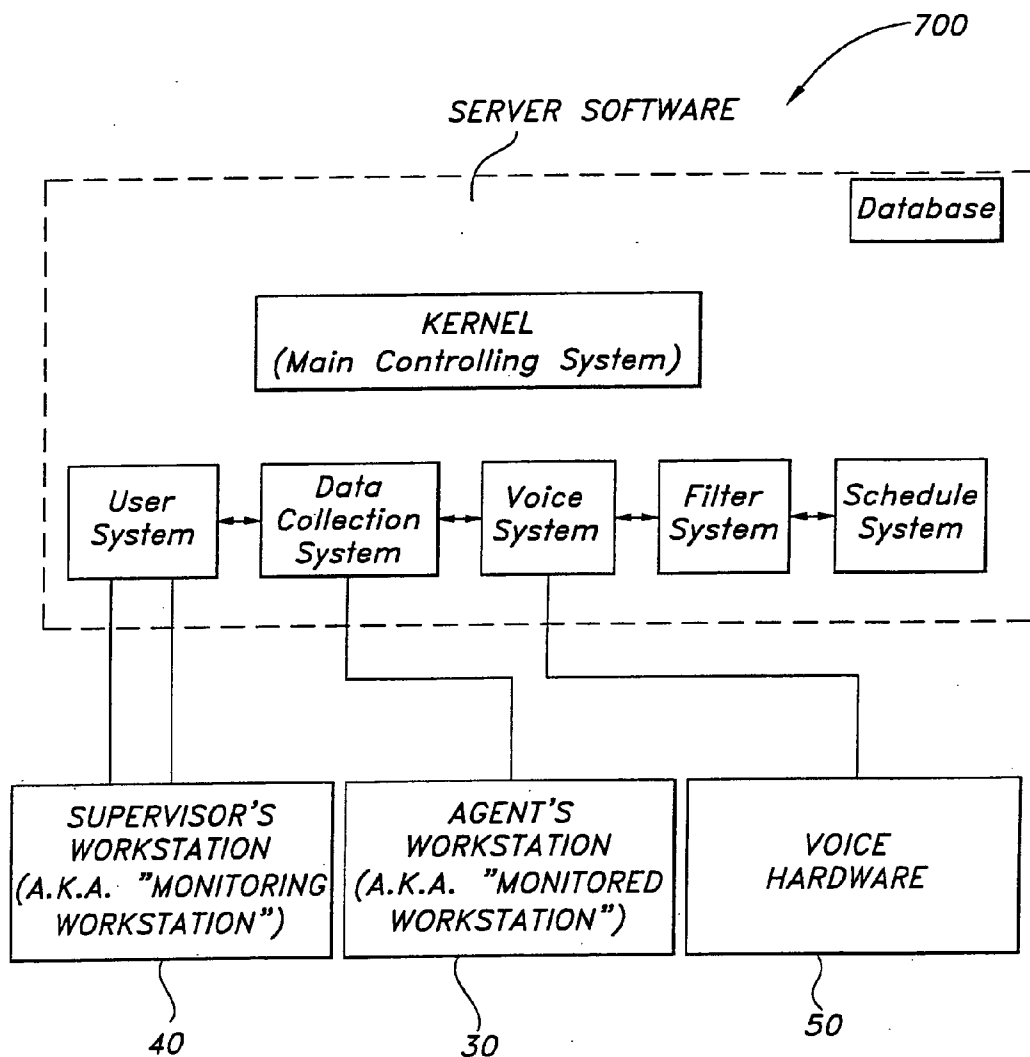 700
SERVER SOFTWARE
Database
KERNEL
(Main Controlling System)
User
System
Data
Collection
System
Voice
System
Filter
System
Schedule
System
SUPERVISOR'S
WORKSTATION
(A.K.A. "MONITORING
WORKSTATION")
AGENT'S
WORKSTATION
(A.K.A. "MONITORED
WORKSTATION")
VOICE
HARDWARE
40
30
50